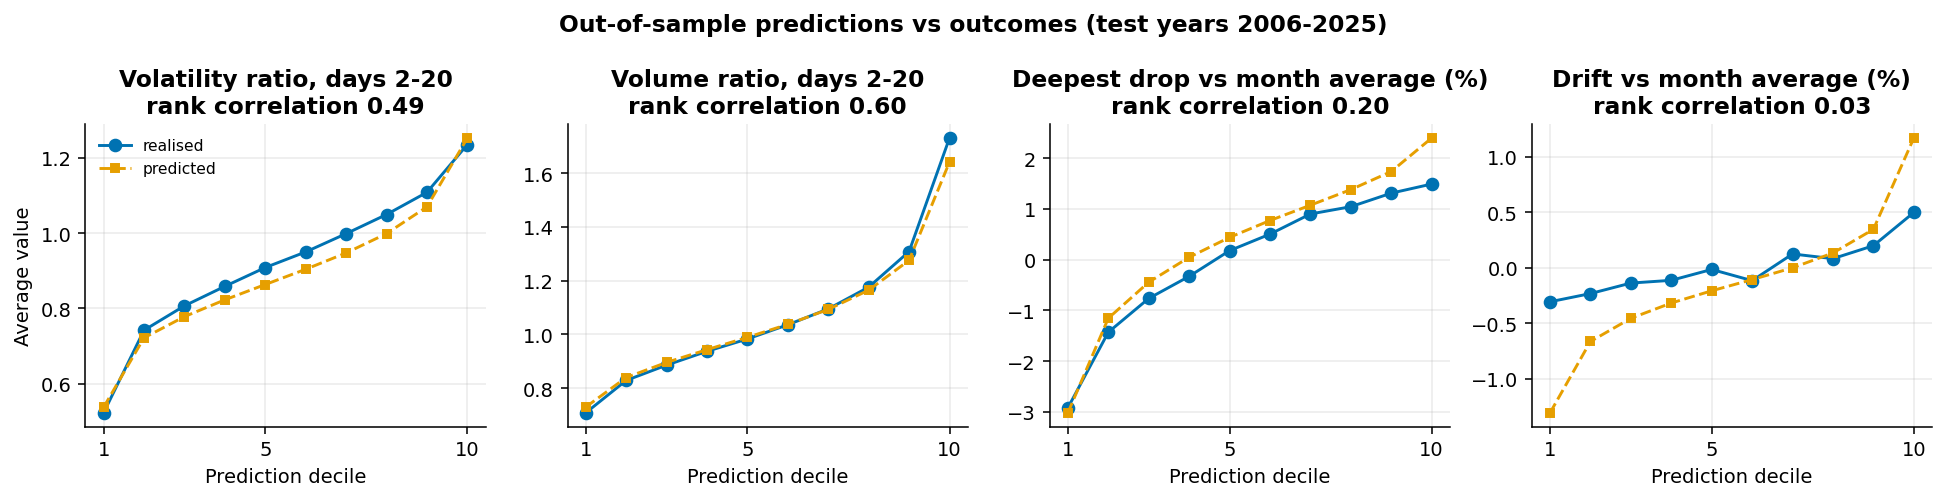 Out-of-sample predictions vs outcomes (test years 2006-2025)
Volatility ratio, days 2-20
rank correlation 0.49
realised
predicted
Average value
1.2
1.0
0.8
0.6
1
5
10
Prediction decile
Volume ratio, days 2-20
rank correlation 0.60
1.6
1.4
1.2
1.0
0.8
1
5
10
Prediction decile
Deepest drop vs month average (%)
rank correlation 0.20
2
1
0
−1
−2
−3
1
5
10
Prediction decile
Drift vs month average (%)
rank correlation 0.03
1.0
0.5
0.0
−0.5
−1.0
1
5
10
Prediction decile